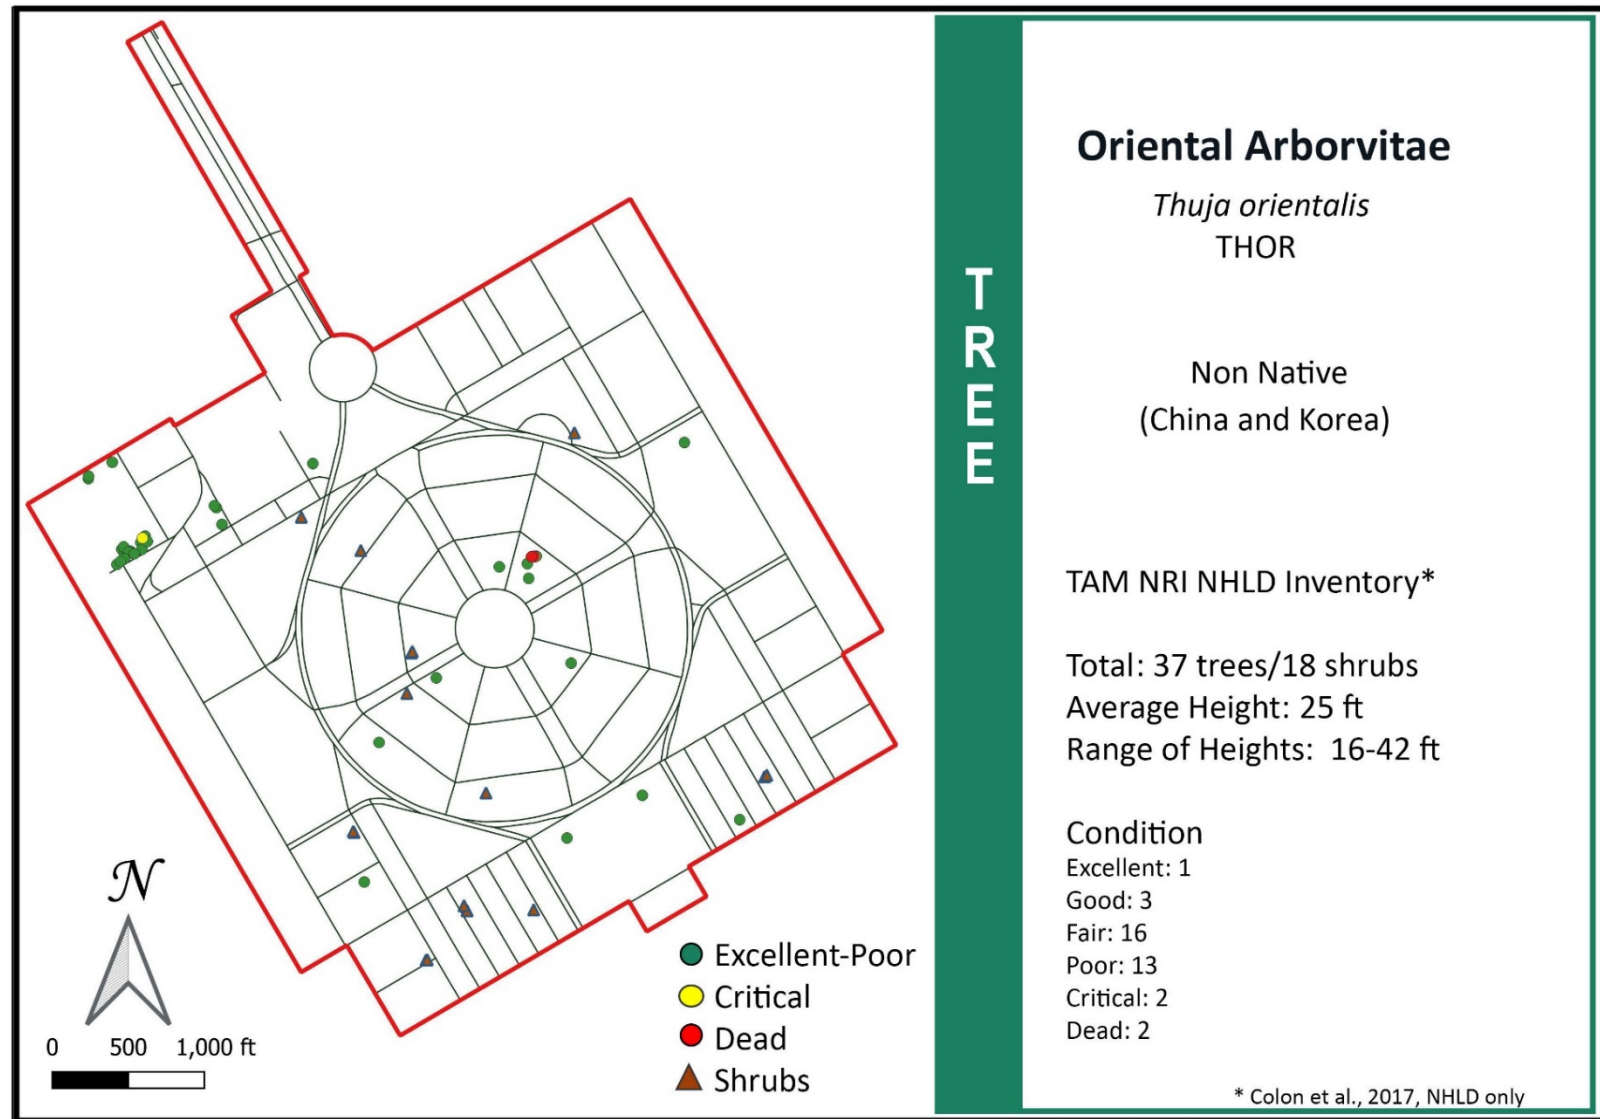 TREE
Oriental Arborvitae
Thuja orientalis
THOR
Non Native
(China and Korea)
TAM NRI NHLD Inventory*
Total: 37 trees/18 shrubs
Average Height: 25 ft
Range of Heights: 16-42 ft
Condition
Excellent: 1
Good: 3
Fair: 16
Poor: 13
Critical: 2
Dead: 2
* Colon et al., 2017, NHLD only
N
0 500 1,000 ft
Excellent-Poor
Critical
Dead
Shrubs